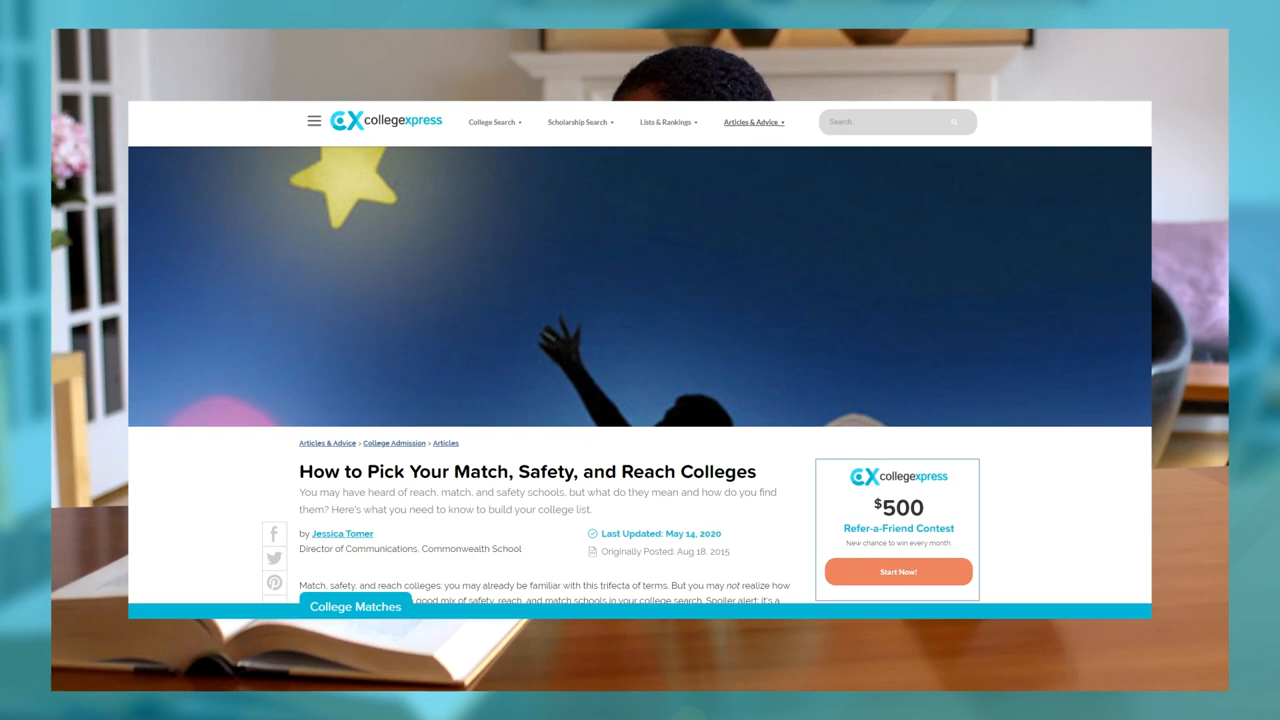 collegexpress
College Search
Scholarship Search
Lists & Rankings
Articles & Advice
Search
Articles & Advice > College Admission > Articles
How to Pick Your Match, Safety, and Reach Colleges
You may have heard of reach, match, and safety schools, but what do they mean and how do you find
them? Here's what you need to know to build your college list.
by Jessica Tomer
Director of Communications, Commonwealth School
Last Updated: May 14, 2020
Originally Posted: Aug 18, 2015
Match, safety, and reach colleges: you may already be familiar with this trifecta of terms. But you may not realize how
good mix of safety, reach, and match schools in your college search. Spoiler alert: it's a
College Matches
collegexpress
$500
Refer-a-Friend Contest
New chance to win every month
Start Now!